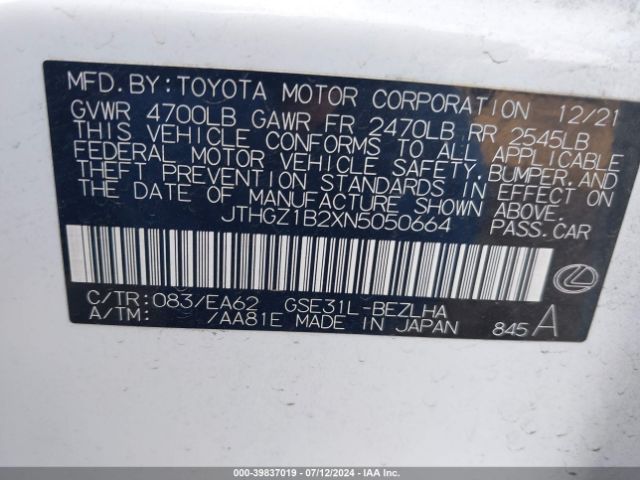 MFD. BY: TOYOTA MOTOR CORPORATION 12/21
GVWR 4700LB GAWR FR 2470LB RR 2545LB
THIS VEHICLE CONFORMS TO ALL APPLICABLE
FEDERAL MOTOR VEHICLE SAFETY, BUMPER, AND
THEFT PREVENTION STANDARDS IN EFFECT ON
THE DATE OF MANUFACTURE SHOWN ABOVE.
JTHGZ1B2XN5050664 PASS.CAR
C/TR: 083/EA62 GSE31L-BEZLHA
A/TM: /AA81E MADE IN JAPAN 845 A
000-39837019 - 07/12/2024 - IAAI.COM